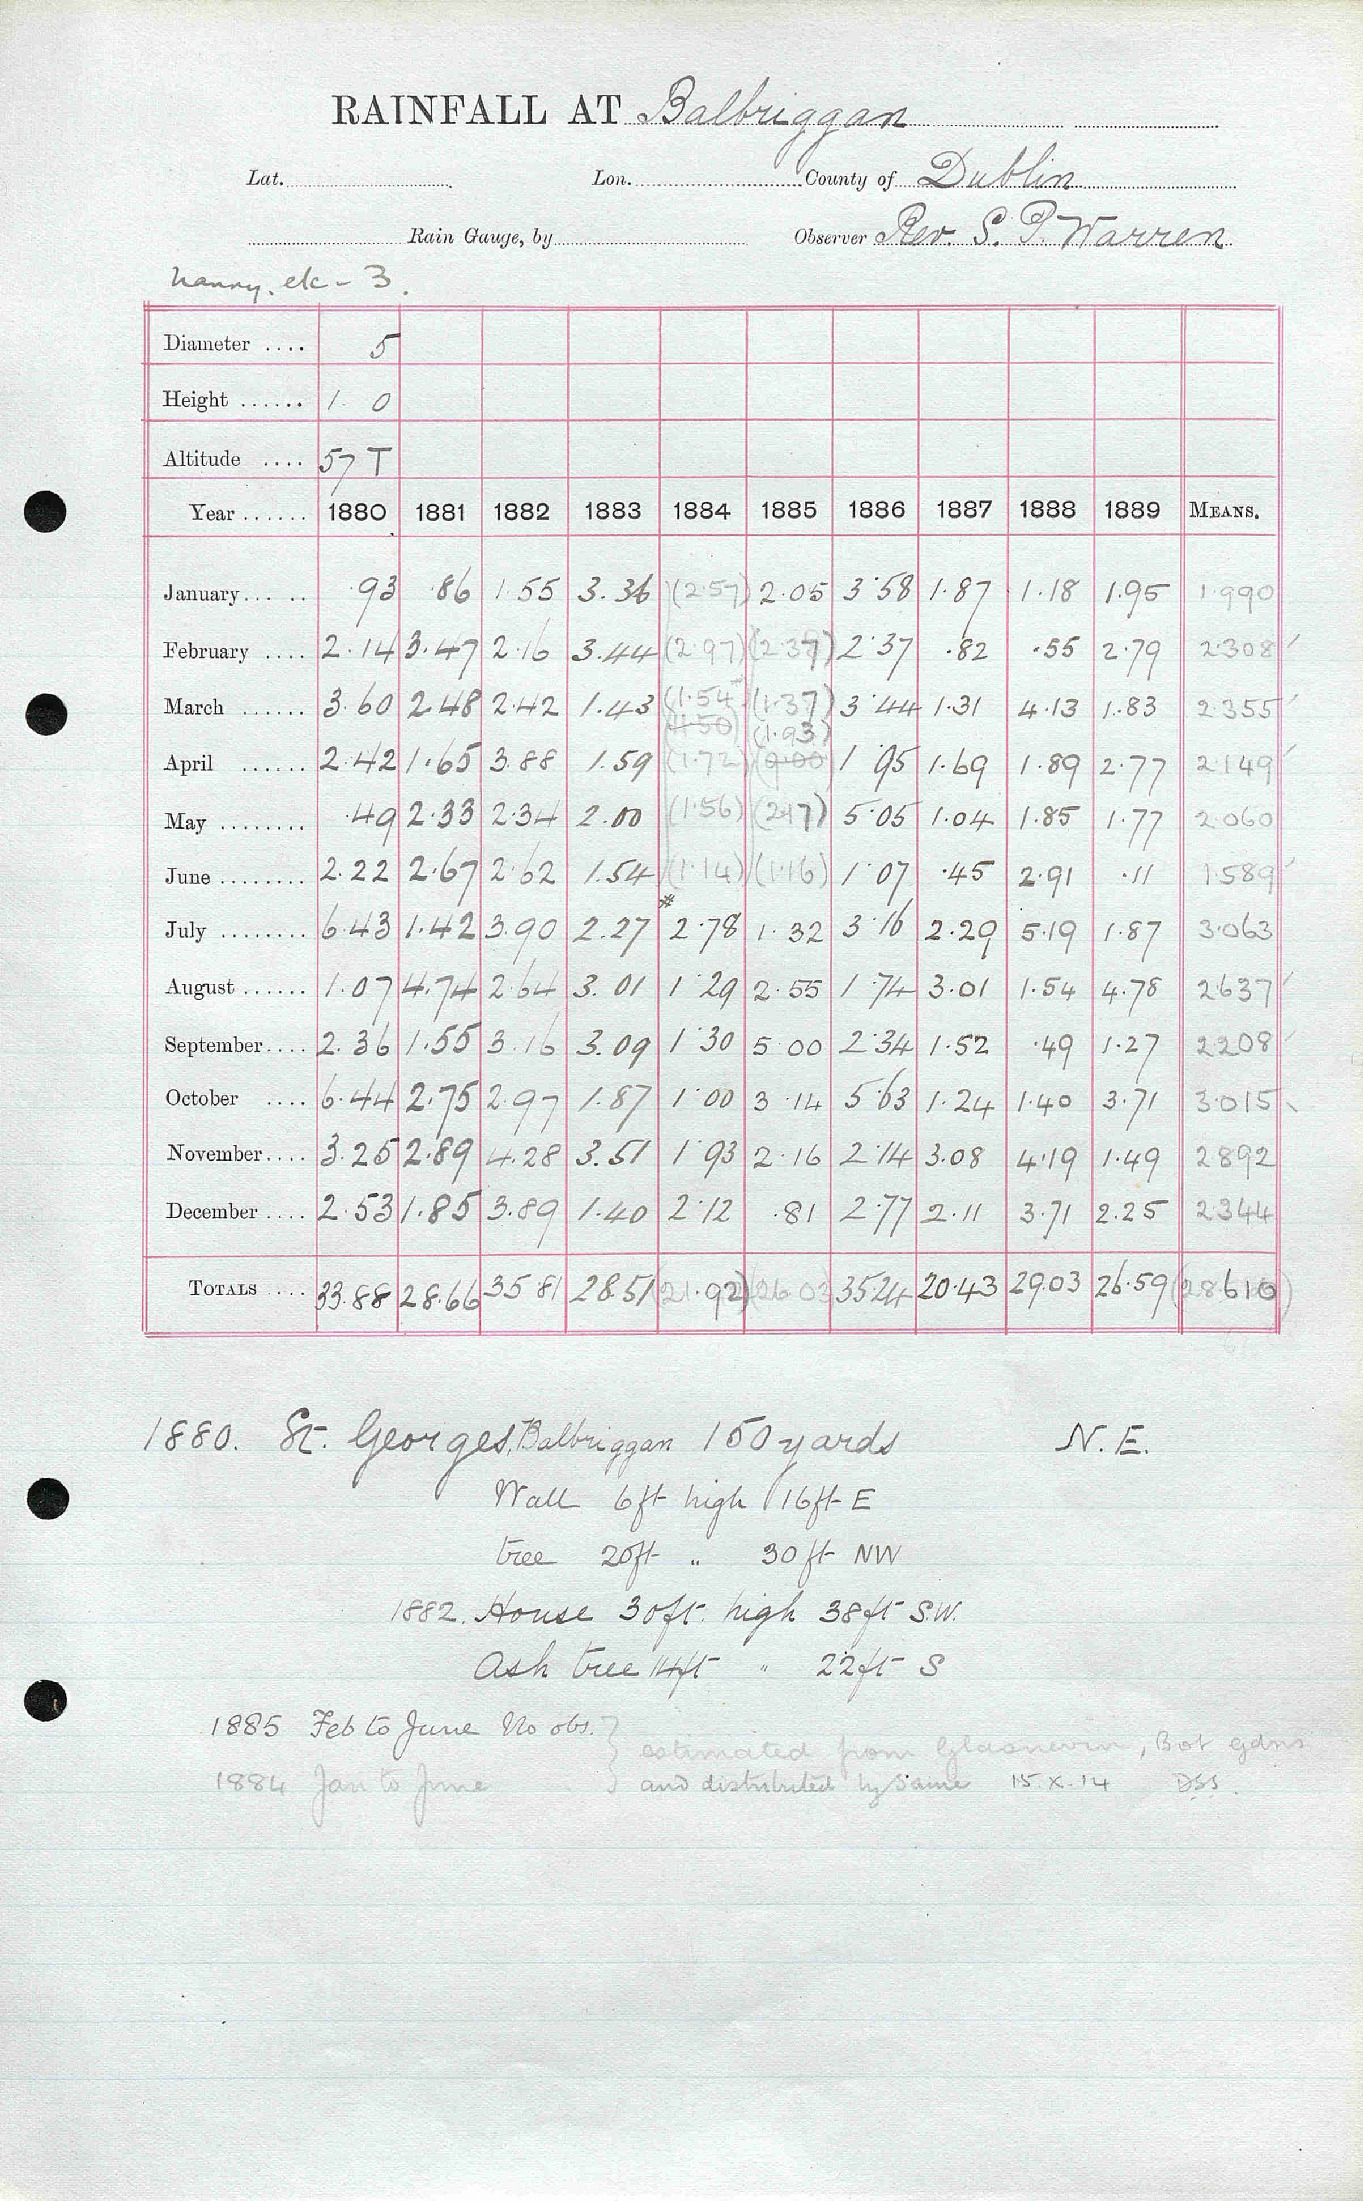 RAINFALL AT Balbriggan
Lat. Lon. County of Dublin
Rain Gauge, by Observer Rev. S. P. Warren
Nanny. etc - 3.
Diameter .... 5
Height ...... 1 0
Altitude .... 57 T
Year ...... 1880 1881 1882 1883 1884 1885 1886 1887 1888 1889 MEANS.
January ... .. .93 .86 1.55 3.36 (2.57) 2.05 3.58 1.87 1.18 1.95 1.990
February .... 2.14 3.47 2.16 3.44 (2.97) (2.37) 2.37 .82 .55 2.79 2.308
March ...... 3.60 2.48 2.42 1.43 (1.54) (1.37) 3.44 1.31 4.13 1.83 2.355
4.50 (1.93)
April ...... 2.42 1.65 3.88 1.59 (1.72) (0.00) 1.95 1.69 1.89 2.77 2.149
May ........ .49 2.33 2.34 2.00 (1.56) (2.17) 5.05 1.04 1.85 1.77 2.060
June ........ 2.22 2.67 2.62 1.54 (1.14) (1.16) 1.07 .45 2.91 .11 1.589
July ........ 6.43 1.42 3.90 2.27 # 2.78 1.32 3.16 2.29 5.19 1.87 3.063
August ...... 1.07 4.74 2.64 3.01 1.29 2.55 1.74 3.01 1.54 4.78 2.637
September .... 2.36 1.55 3.16 3.09 1.30 5.00 2.34 1.52 .49 1.27 2.208
October .... 6.44 2.75 2.97 1.87 1.00 3.14 5.63 1.24 1.40 3.71 3.015
November .... 3.25 2.89 4.28 3.51 1.93 2.16 2.14 3.08 4.19 1.49 2.892
December .... 2.53 1.85 3.89 1.40 2.12 .81 2.77 2.11 3.71 2.25 2.344
TOTALS .... 33.88 28.66 35.81 28.51 (21.92) (26.03) 35.24 20.43 29.03 26.59 (28.610)
1880. St. Georges, Balbriggan 150 yards N.E.
Wall 6ft high 16ft E
tree 20ft " 30ft NW
1882. House 30ft. high 38ft S.W.
Ash tree 14ft " 22ft S
1885 Feb to June No obs.
estimated from Glasnevin, Bot gdns
1884 Jan to June and distributed by Same 15.X.14 DSS.